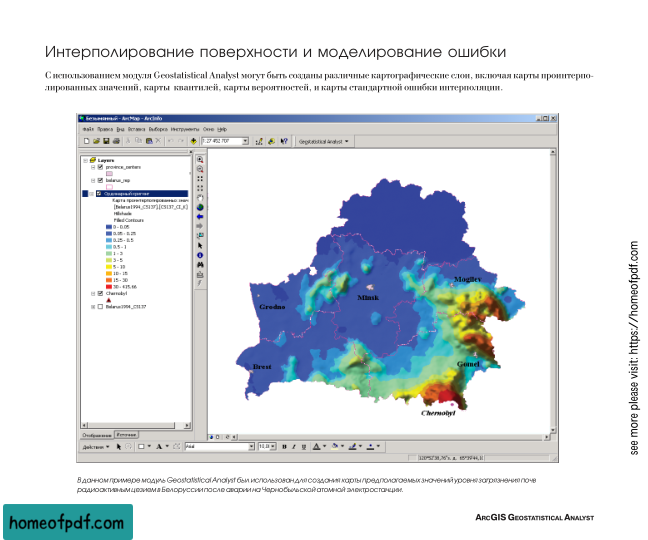 Интерполирование поверхности и моделирование ошибки
С использованием модуля Geostatistical Analyst могут быть созданы различные картографические слои, включая карты проинтерпо-
лированных значений, карты квантилей, карты вероятностей, и карты стандартной ошибки интерполяции.
Безымянный - ArcMap - ArcInfo
Файл Правка Вид Вставка Выборка Инструменты Окно Help
1:27 452 707
Geostatistical Analyst
Layers
province_centers
belarus_rep
Ординарный кригинг
Карта проинтерполированных знач
[Belarus1994_CS137].[CS137_CI_K]
Hillshade
Filled Contours
0 - 0.05
0.05 - 0.25
0.25 - 0.5
0.5 - 1
1 - 3
3 - 5
5 - 10
10 - 15
15 - 30
30 - 415.66
Chernobyl
Belarus1994_CS137
Minsk
Mogilev
Grodno
Brest
Gomel
Chernobyl
Отображение Источник
Действия
Arial
10
B I U A
В данном примере модуль Geostatistical Analyst был использован для создания карты предполагаемых значений уровня загрязнения почв
радиоактивным цезием в Белоруссии после аварии на Чернобыльской атомной электростанции.
ARCGIS GEOSTATISTICAL ANALYST
see more please visit: https://homeofpdf.com
homeofpdf.com